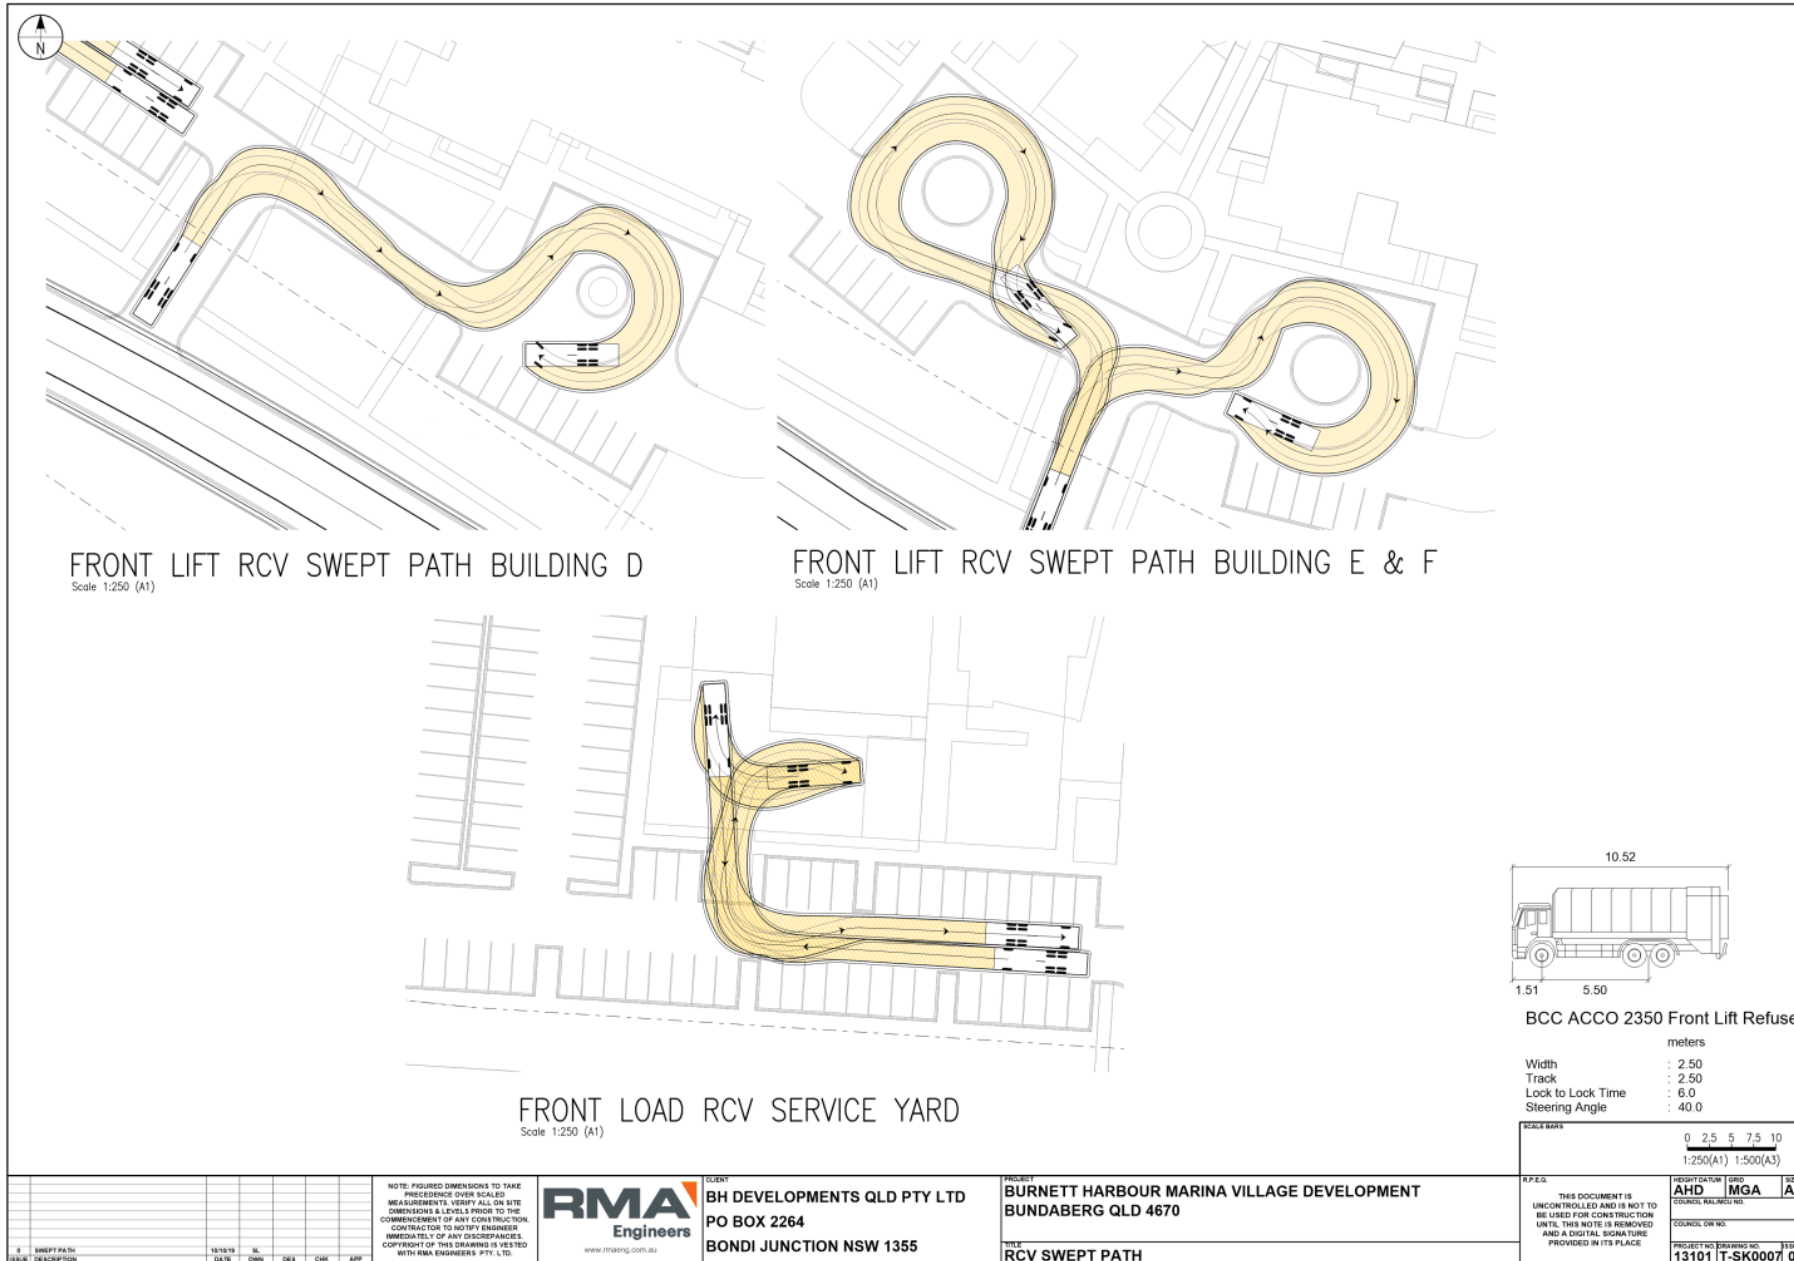 N
FRONT LIFT RCV SWEPT PATH BUILDING D
Scale 1:250 (A1)
FRONT LIFT RCV SWEPT PATH BUILDING E & F
Scale 1:250 (A1)
FRONT LOAD RCV SERVICE YARD
Scale 1:250 (A1)
10.52
1.51
5.50
BCC ACCO 2350 Front Lift Refuse
meters
Width : 2.50
Track : 2.50
Lock to Lock Time : 6.0
Steering Angle : 40.0
SCALE BARS
0 2.5 5 7.5 10
1:250(A1) 1:500(A3)
0 SWEPT PATH 18/10/19 SL
ISSUE DESCRIPTION DATE DWN DES CHK APP
NOTE: FIGURED DIMENSIONS TO TAKE
PRECEDENCE OVER SCALED
MEASUREMENTS. VERIFY ALL ON SITE
DIMENSIONS & LEVELS PRIOR TO THE
COMMENCEMENT OF ANY CONSTRUCTION.
CONTRACTOR TO NOTIFY ENGINEER
IMMEDIATELY OF ANY DISCREPANCIES.
COPYRIGHT OF THIS DRAWING IS VESTED
WITH RMA ENGINEERS PTY. LTD.
RMA
Engineers
www.rmaeng.com.au
CLIENT
BH DEVELOPMENTS QLD PTY LTD
PO BOX 2264
BONDI JUNCTION NSW 1355
PROJECT
BURNETT HARBOUR MARINA VILLAGE DEVELOPMENT
BUNDABERG QLD 4670
TITLE
RCV SWEPT PATH
R.P.E.Q.
THIS DOCUMENT IS
UNCONTROLLED AND IS NOT TO
BE USED FOR CONSTRUCTION
UNTIL THIS NOTE IS REMOVED
AND A DIGITAL SIGNATURE
PROVIDED IN ITS PLACE
HEIGHT DATUM GRID
AHD MGA A
COUNCIL RAL/MCU NO.
COUNCIL OW NO.
PROJECT NO. DRAWING NO.
13101 T-SK0007 0